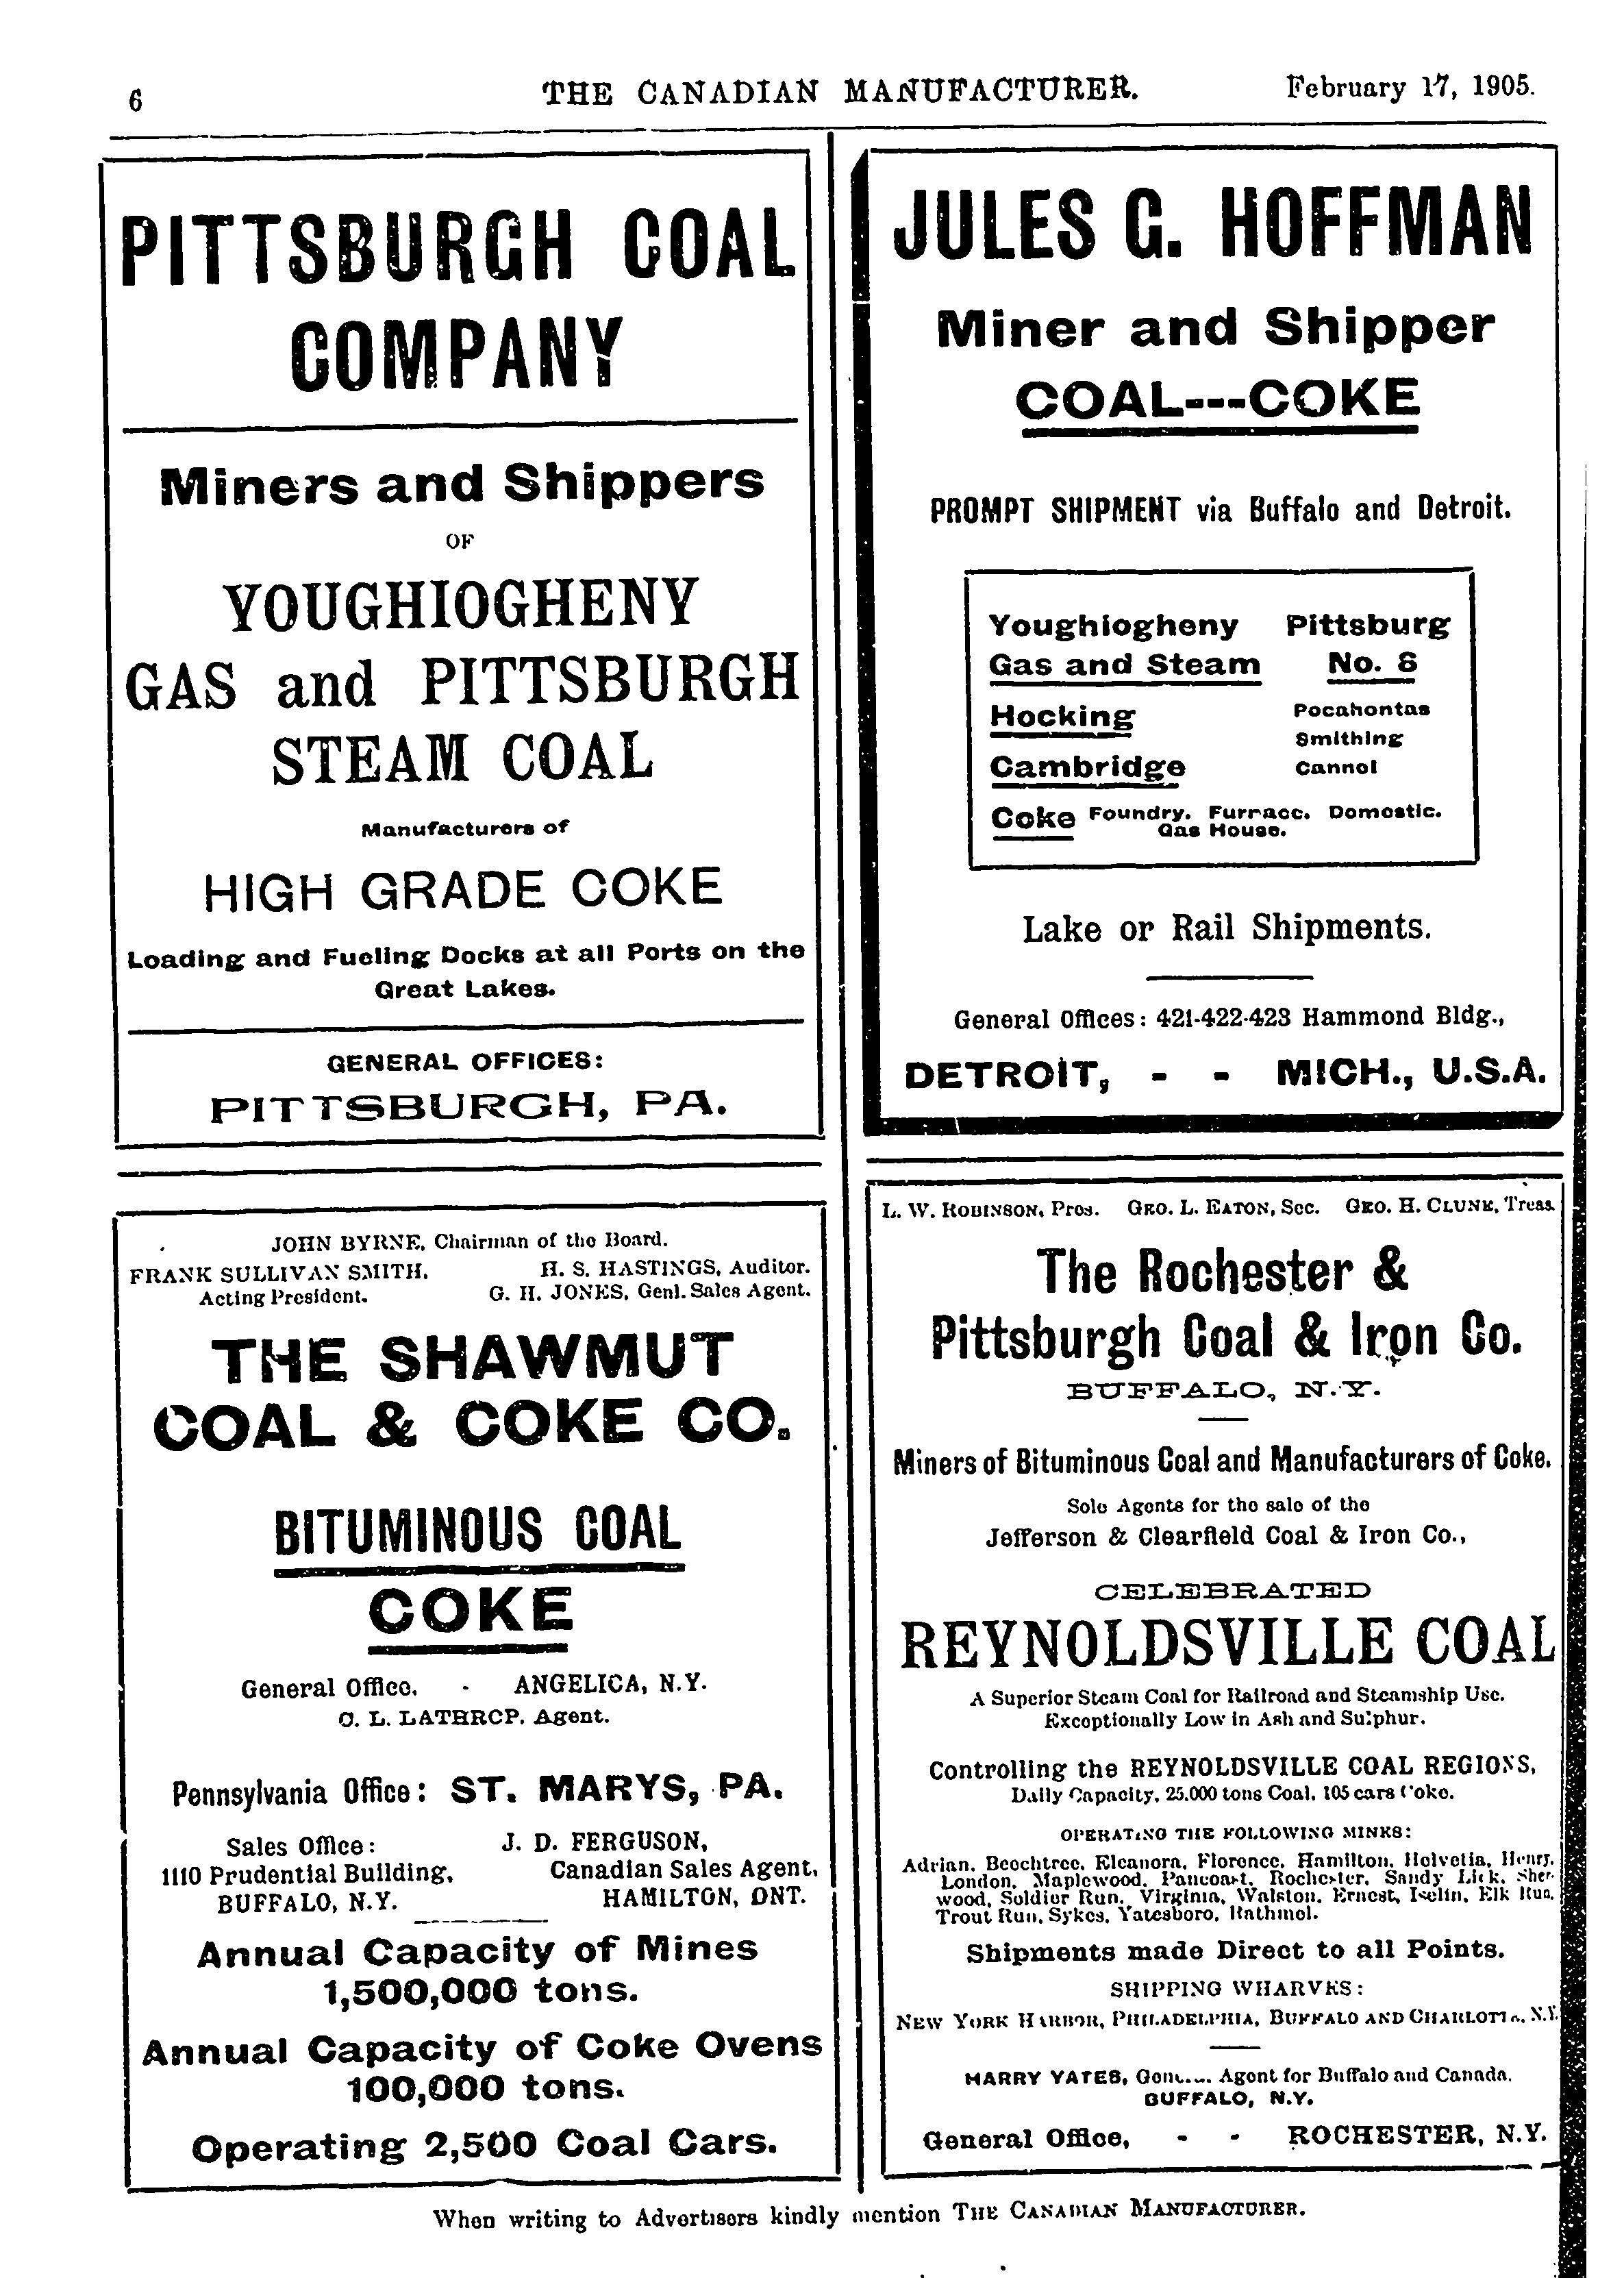 6
THE CANADIAN MANUFACTURER.
February 17, 1905.
PITTSBURGH COAL
COMPANY
Miners and Shippers
OF
YOUGHIOGHENY
GAS and PITTSBURGH
STEAM COAL
Manufacturers of
HIGH GRADE COKE
Loading and Fueling Docks at all Ports on the
Great Lakes.
GENERAL OFFICES:
PITTSBURGH, PA.
JULES G. HOFFMAN
Miner and Shipper
COAL---COKE
PROMPT SHIPMENT via Buffalo and Detroit.
Youghiogheny Pittsburg
Gas and Steam No. 8
Hocking Pocahontas
Smithing
Cambridge Cannel
Coke Foundry. Furnace. Domestic.
Gas House.
Lake or Rail Shipments.
General Offices: 421-422-423 Hammond Bldg.,
DETROIT, - - MICH., U.S.A.
JOHN BYRNE, Chairman of the Board.
FRANK SULLIVAN SMITH, H. S. HASTINGS, Auditor.
Acting President. G. H. JONES, Genl. Sales Agent.
THE SHAWMUT
COAL & COKE CO.
BITUMINOUS COAL
COKE
General Office. - ANGELICA, N.Y.
C. L. LATHROP, Agent.
Pennsylvania Office: ST. MARYS, PA.
Sales Office: J. D. FERGUSON,
1110 Prudential Building, Canadian Sales Agent,
BUFFALO, N.Y. HAMILTON, ONT.
Annual Capacity of Mines
1,500,000 tons.
Annual Capacity of Coke Ovens
100,000 tons.
Operating 2,500 Coal Cars.
L. W. ROBINSON, Pres. GEO. L. EATON, Sec. GEO. H. CLUNE, Treas.
The Rochester &
Pittsburgh Coal & Iron Co.
BUFFALO, N.Y.
Miners of Bituminous Coal and Manufacturers of Coke.
Sole Agents for the sale of the
Jefferson & Clearfield Coal & Iron Co.,
CELEBRATED
REYNOLDSVILLE COAL
A Superior Steam Coal for Railroad and Steamship Use.
Exceptionally Low in Ash and Sulphur.
Controlling the REYNOLDSVILLE COAL REGIONS,
Daily Capacity, 25,000 tons Coal, 105 cars Coke.
OPERATING THE FOLLOWING MINES:
Adrian, Beechtree, Eleanora, Florence, Hamilton, Helvetia, Henry,
London, Maplewood, Pancoast, Rochester, Sandy Lick, Sher-
wood, Soldier Run, Virginia, Walston, Ernest, Iselin, Elk Run,
Trout Run, Sykes, Yatesboro, Rathmel.
Shipments made Direct to all Points.
SHIPPING WHARVES:
NEW YORK HARBOR, PHILADELPHIA, BUFFALO AND CHARLOTTE, N.Y.
HARRY YATES, General Agent for Buffalo and Canada.
BUFFALO, N.Y.
General Office, - - ROCHESTER, N.Y.
When writing to Advertisers kindly mention THE CANADIAN MANUFACTURER.